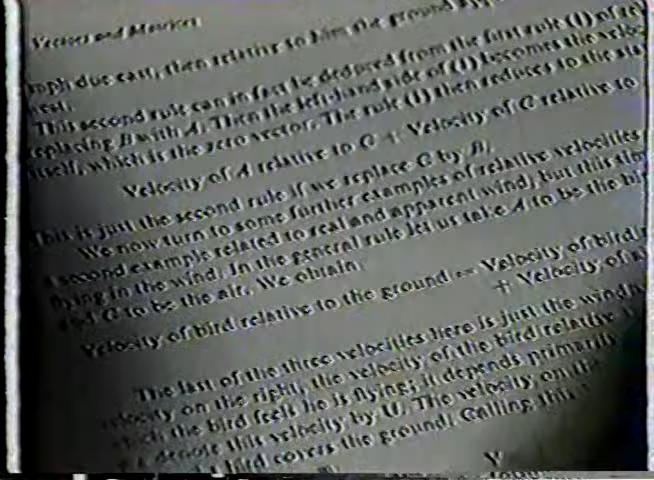 Vectors and Matrices
mph due east, then relative to him the ground
east.
This second rule can in fact be deduced from the first rule (1) of rel
replacing B with A. Then the left-hand side of (1) becomes the veloc
itself, which is the zero vector. The rule (1) then reduces to the sta
Velocity of A relative to C + Velocity of C relative to
This is just the second rule if we replace C by B.
We now turn to some further examples of relative velocities
a second example related to real and apparent wind, but this tim
flying in the wind. In the general rule let us take A to be the bir
and C to be the air. We obtain
Velocity of bird relative to the ground = Velocity of bird r
+ Velocity of a
The last of the three velocities here is just the wind
velocity on the right, the velocity of the bird relative
which the bird feels he is flying; it depends primarily
denote this velocity by U. The velocity on the
bird covers the ground. Calling this
V